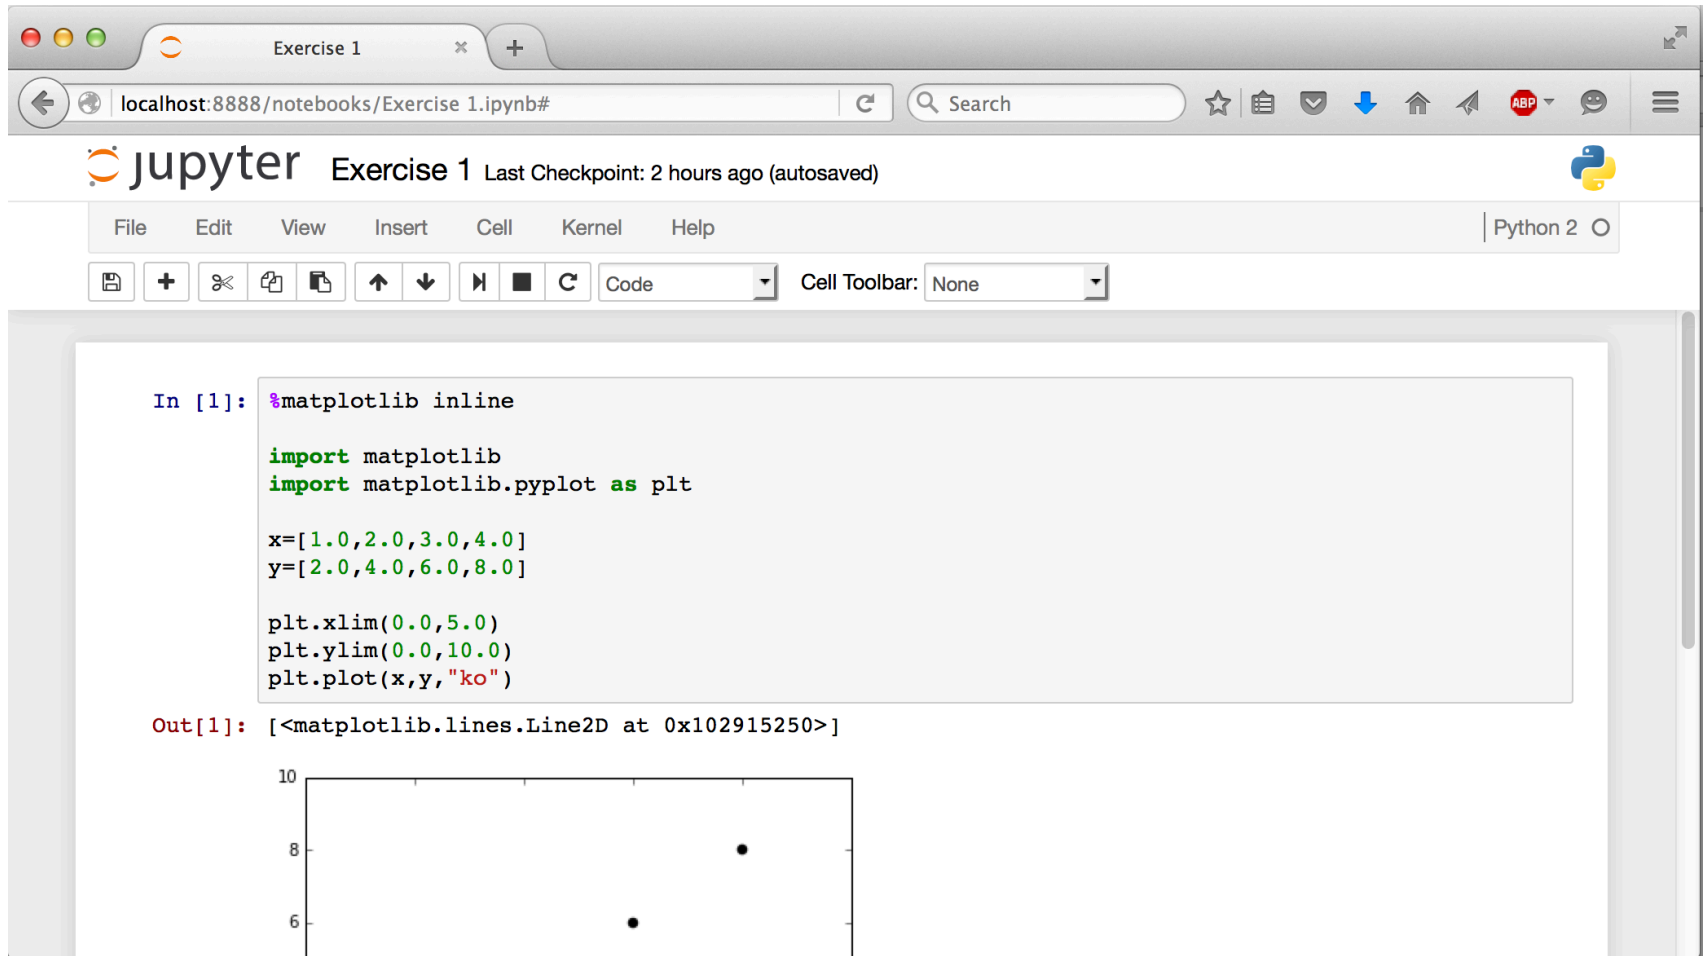 Exercise 1
localhost:8888/notebooks/Exercise 1.ipynb#
Search
ABP
jupyter Exercise 1 Last Checkpoint: 2 hours ago (autosaved)
File Edit View Insert Cell Kernel Help Python 2
Code Cell Toolbar: None
In [1]: %matplotlib inline
import matplotlib
import matplotlib.pyplot as plt
x=[1.0,2.0,3.0,4.0]
y=[2.0,4.0,6.0,8.0]
plt.xlim(0.0,5.0)
plt.ylim(0.0,10.0)
plt.plot(x,y,"ko")
Out[1]: [<matplotlib.lines.Line2D at 0x102915250>]
10
8
6